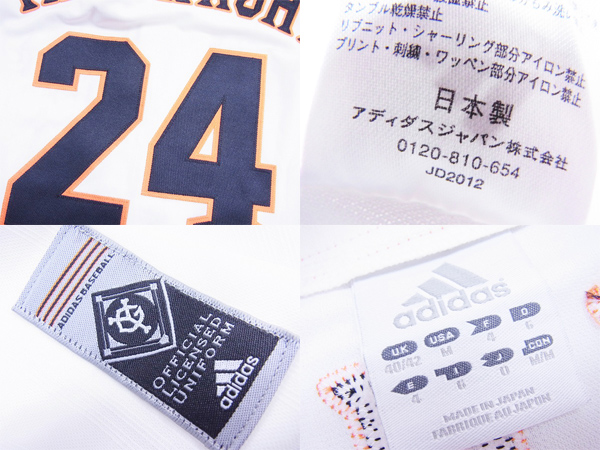 24
タンブル乾燥禁止
リブニット・シャーリング部分アイロン禁止
プリント・刺繍・ワッペン部分アイロン禁止
日本製
アディダスジャパン株式会社
0120-810-654
JD2012
ADIDAS BASEBALL
OFFICIAL
LICENSED
UNIFORM
adidas
adidas
UK USA F D
40/42 M 4 6
E I J CDN
4 6 O M/M
MADE IN JAPAN
FABRIQUE AU JAPON